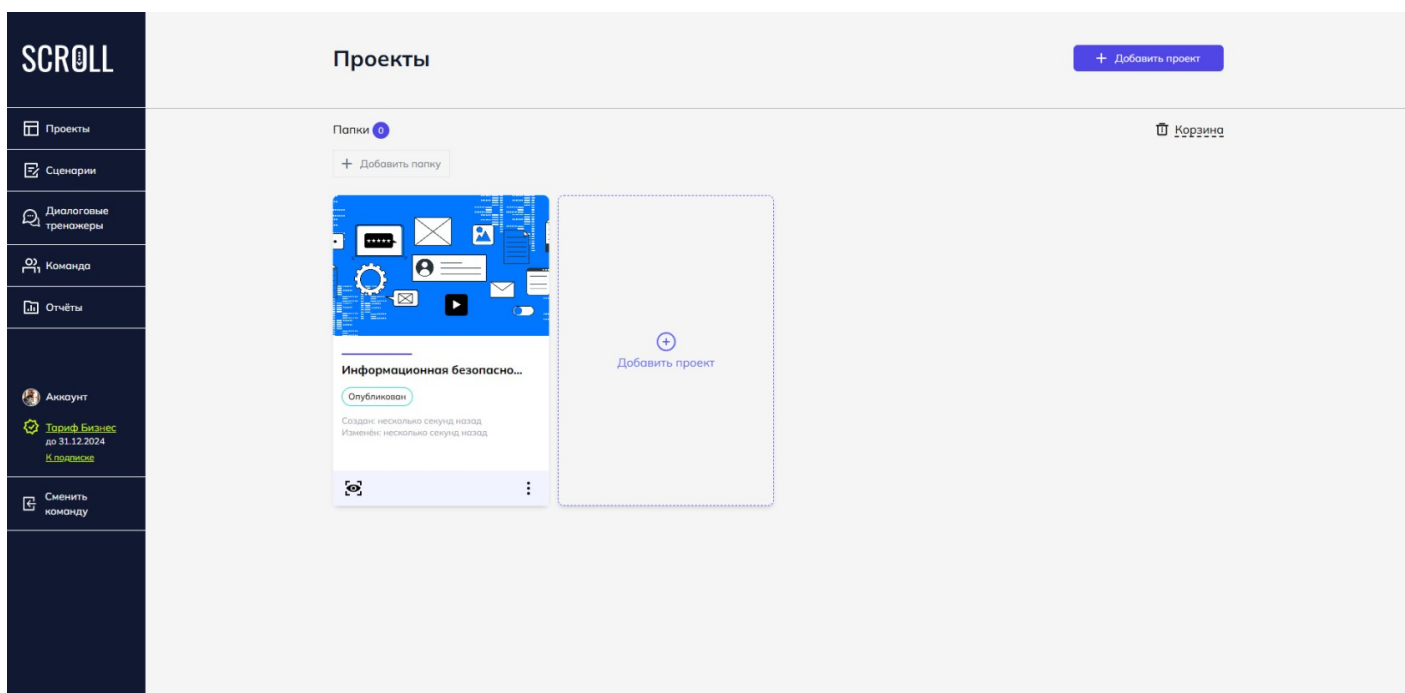 SCROLL
Проекты
Сценарии
Диалоговые
тренажеры
Команда
Отчёты
Аккаунт
Тариф Бизнес
до 31.12.2024
К подписке
Сменить
команду
Проекты
+ Добавить проект
Папки 0
Корзина
+ Добавить папку
Информационная безопасно...
Опубликован
Создан: несколько секунд назад
Изменён: несколько секунд назад
Добавить проект